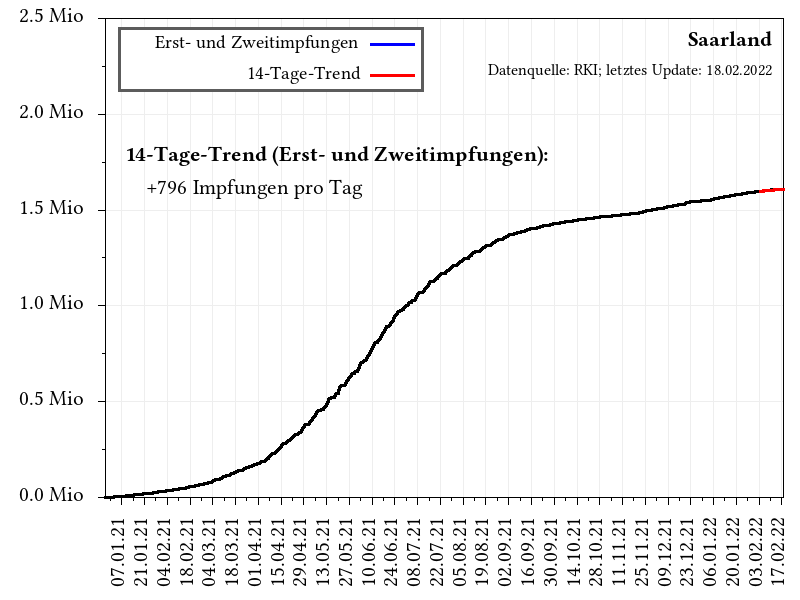 2.5 Mio
2.0 Mio
1.5 Mio
1.0 Mio
0.5 Mio
0.0 Mio
Erst- und Zweitimpfungen
14-Tage-Trend
Saarland
Datenquelle: RKI; letztes Update: 18.02.2022
14-Tage-Trend (Erst- und Zweitimpfungen):
+796 Impfungen pro Tag
07.01.21
21.01.21
04.02.21
18.02.21
04.03.21
18.03.21
01.04.21
15.04.21
29.04.21
13.05.21
27.05.21
10.06.21
24.06.21
08.07.21
22.07.21
05.08.21
19.08.21
02.09.21
16.09.21
30.09.21
14.10.21
28.10.21
11.11.21
25.11.21
09.12.21
23.12.21
06.01.22
20.01.22
03.02.22
17.02.22